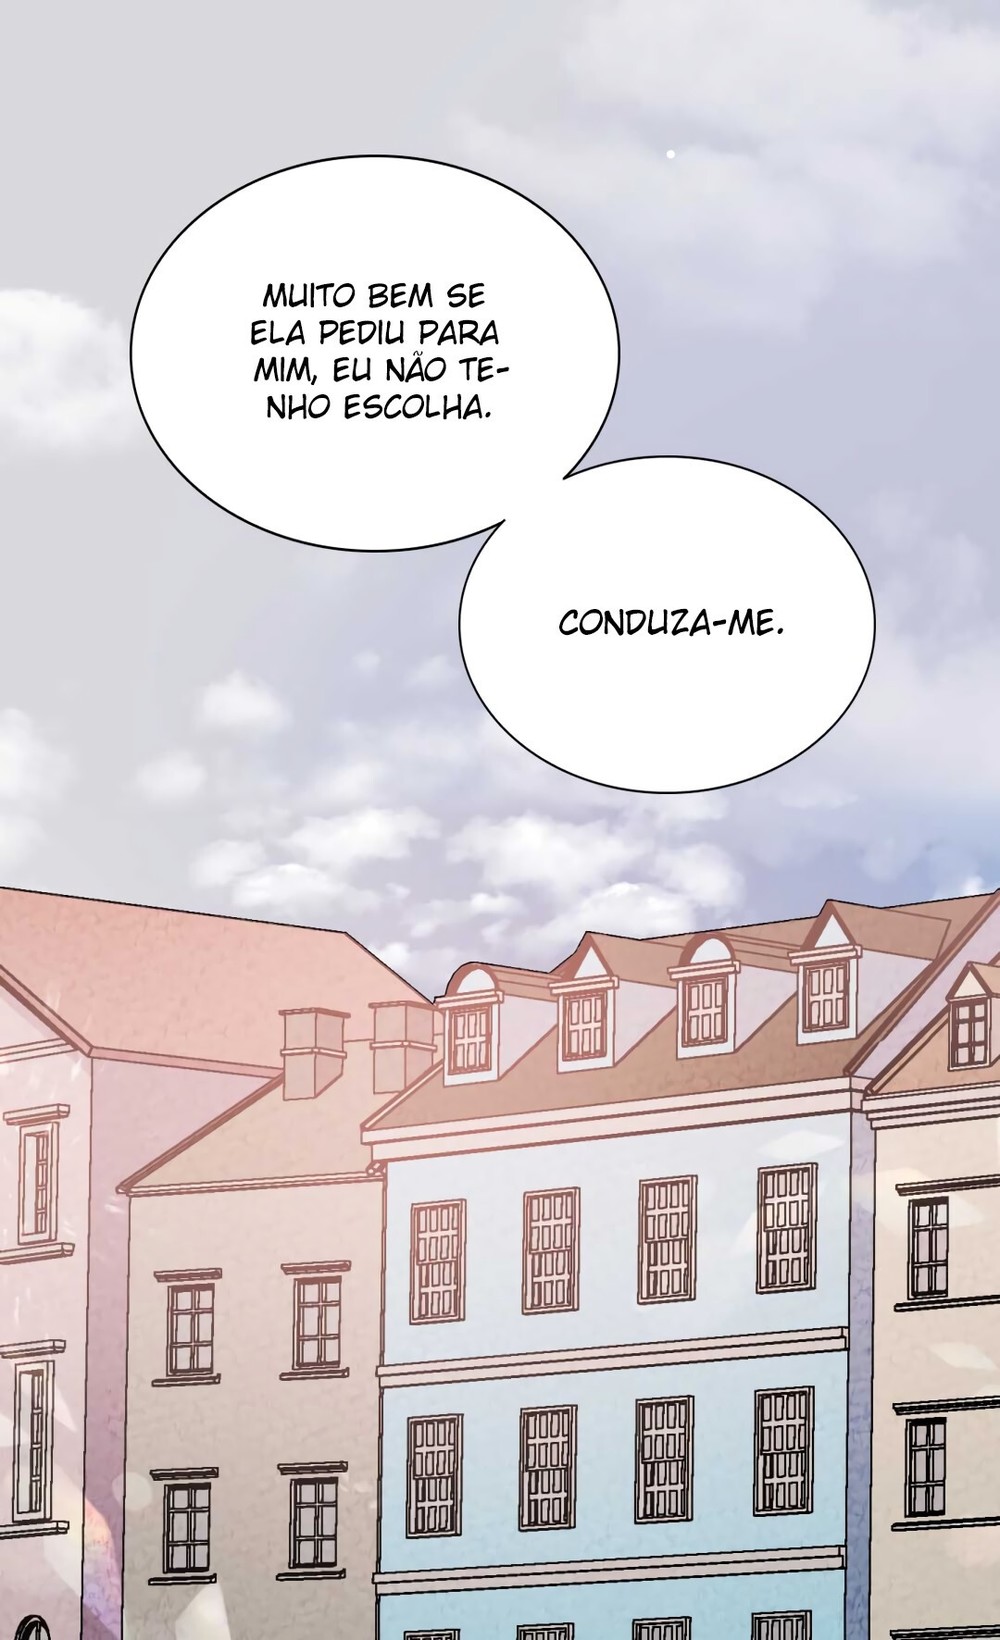 MUITO BEM SE
ELA PEDIU PARA
MIM, EU NÃO TE-
NHO ESCOLHA.
CONDUZA-ME.